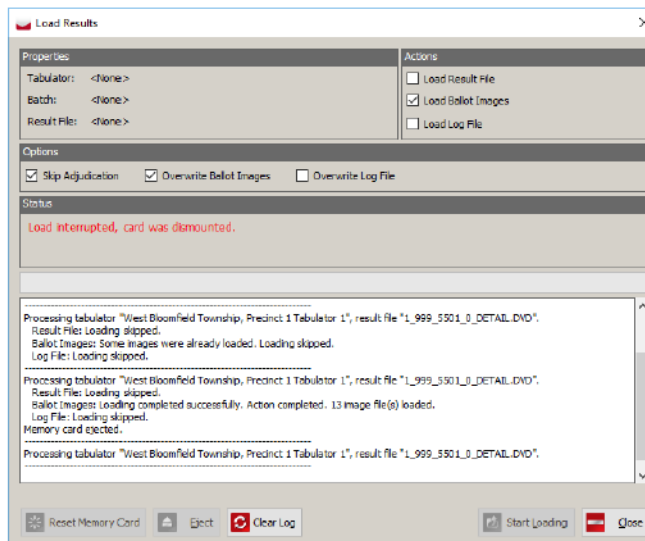 Load Results
Properties
Tabulator: <None>
Batch: <None>
Result File: <None>
Actions
Load Result File
Load Ballot Images
Load Log File
Options
Skip Adjudication Overwrite Ballot Images Overwrite Log File
Status
Load interrupted, card was dismounted.
--------------------------------------------------------------------------------
Processing tabulator "West Bloomfield Township, Precinct 1 Tabulator 1", result file "1_999_5501_0_DETAIL.DVD".
Result File: Loading skipped.
Ballot Images: Some images were already loaded. Loading skipped.
Log File: Loading skipped.
--------------------------------------------------------------------------------
Processing tabulator "West Bloomfield Township, Precinct 1 Tabulator 1", result file "1_999_5501_0_DETAIL.DVD".
Result File: Loading skipped.
Ballot Images: Loading completed successfully. Action completed. 13 image file(s) loaded.
Log File: Loading skipped.
Memory card ejected.
--------------------------------------------------------------------------------
Processing tabulator "West Bloomfield Township, Precinct 1 Tabulator 1", result file "1_999_5501_0_DETAIL.DVD".
--------------------------------------------------------------------------------
Reset Memory Card Eject Clear Log Start Loading Close